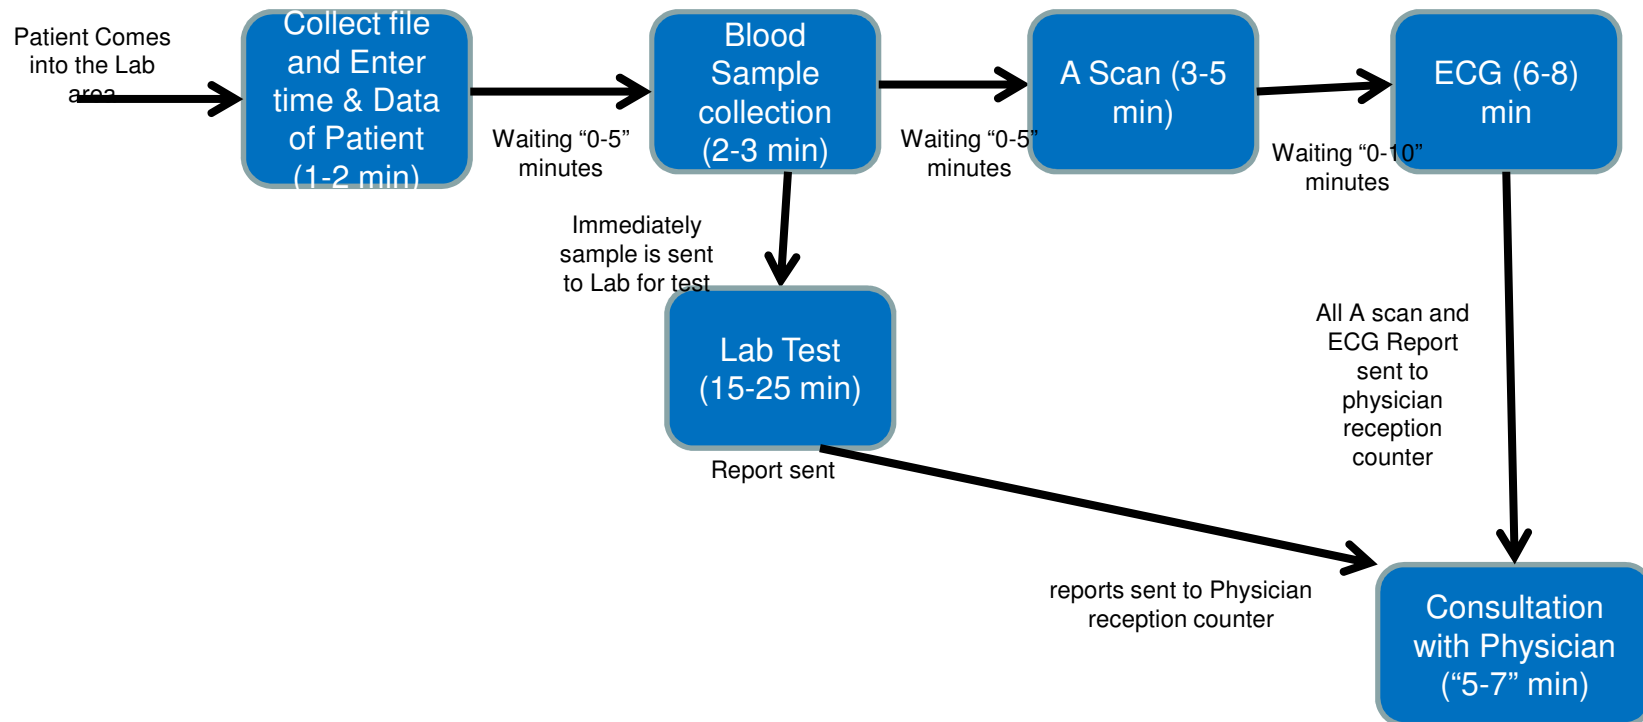 Patient Comes
into the Lab
area
Collect file
and Enter
time & Data
of Patient
(1-2 min)
Waiting “0-5”
minutes
Blood
Sample
collection
(2-3 min)
Waiting “0-5”
minutes
A Scan (3-5
min)
Waiting “0-10”
minutes
ECG (6-8)
min
Immediately
sample is sent
to Lab for test
Lab Test
(15-25 min)
Report sent
All A scan and
ECG Report
sent to
physician
reception
counter
reports sent to Physician
reception counter
Consultation
with Physician
(“5-7” min)